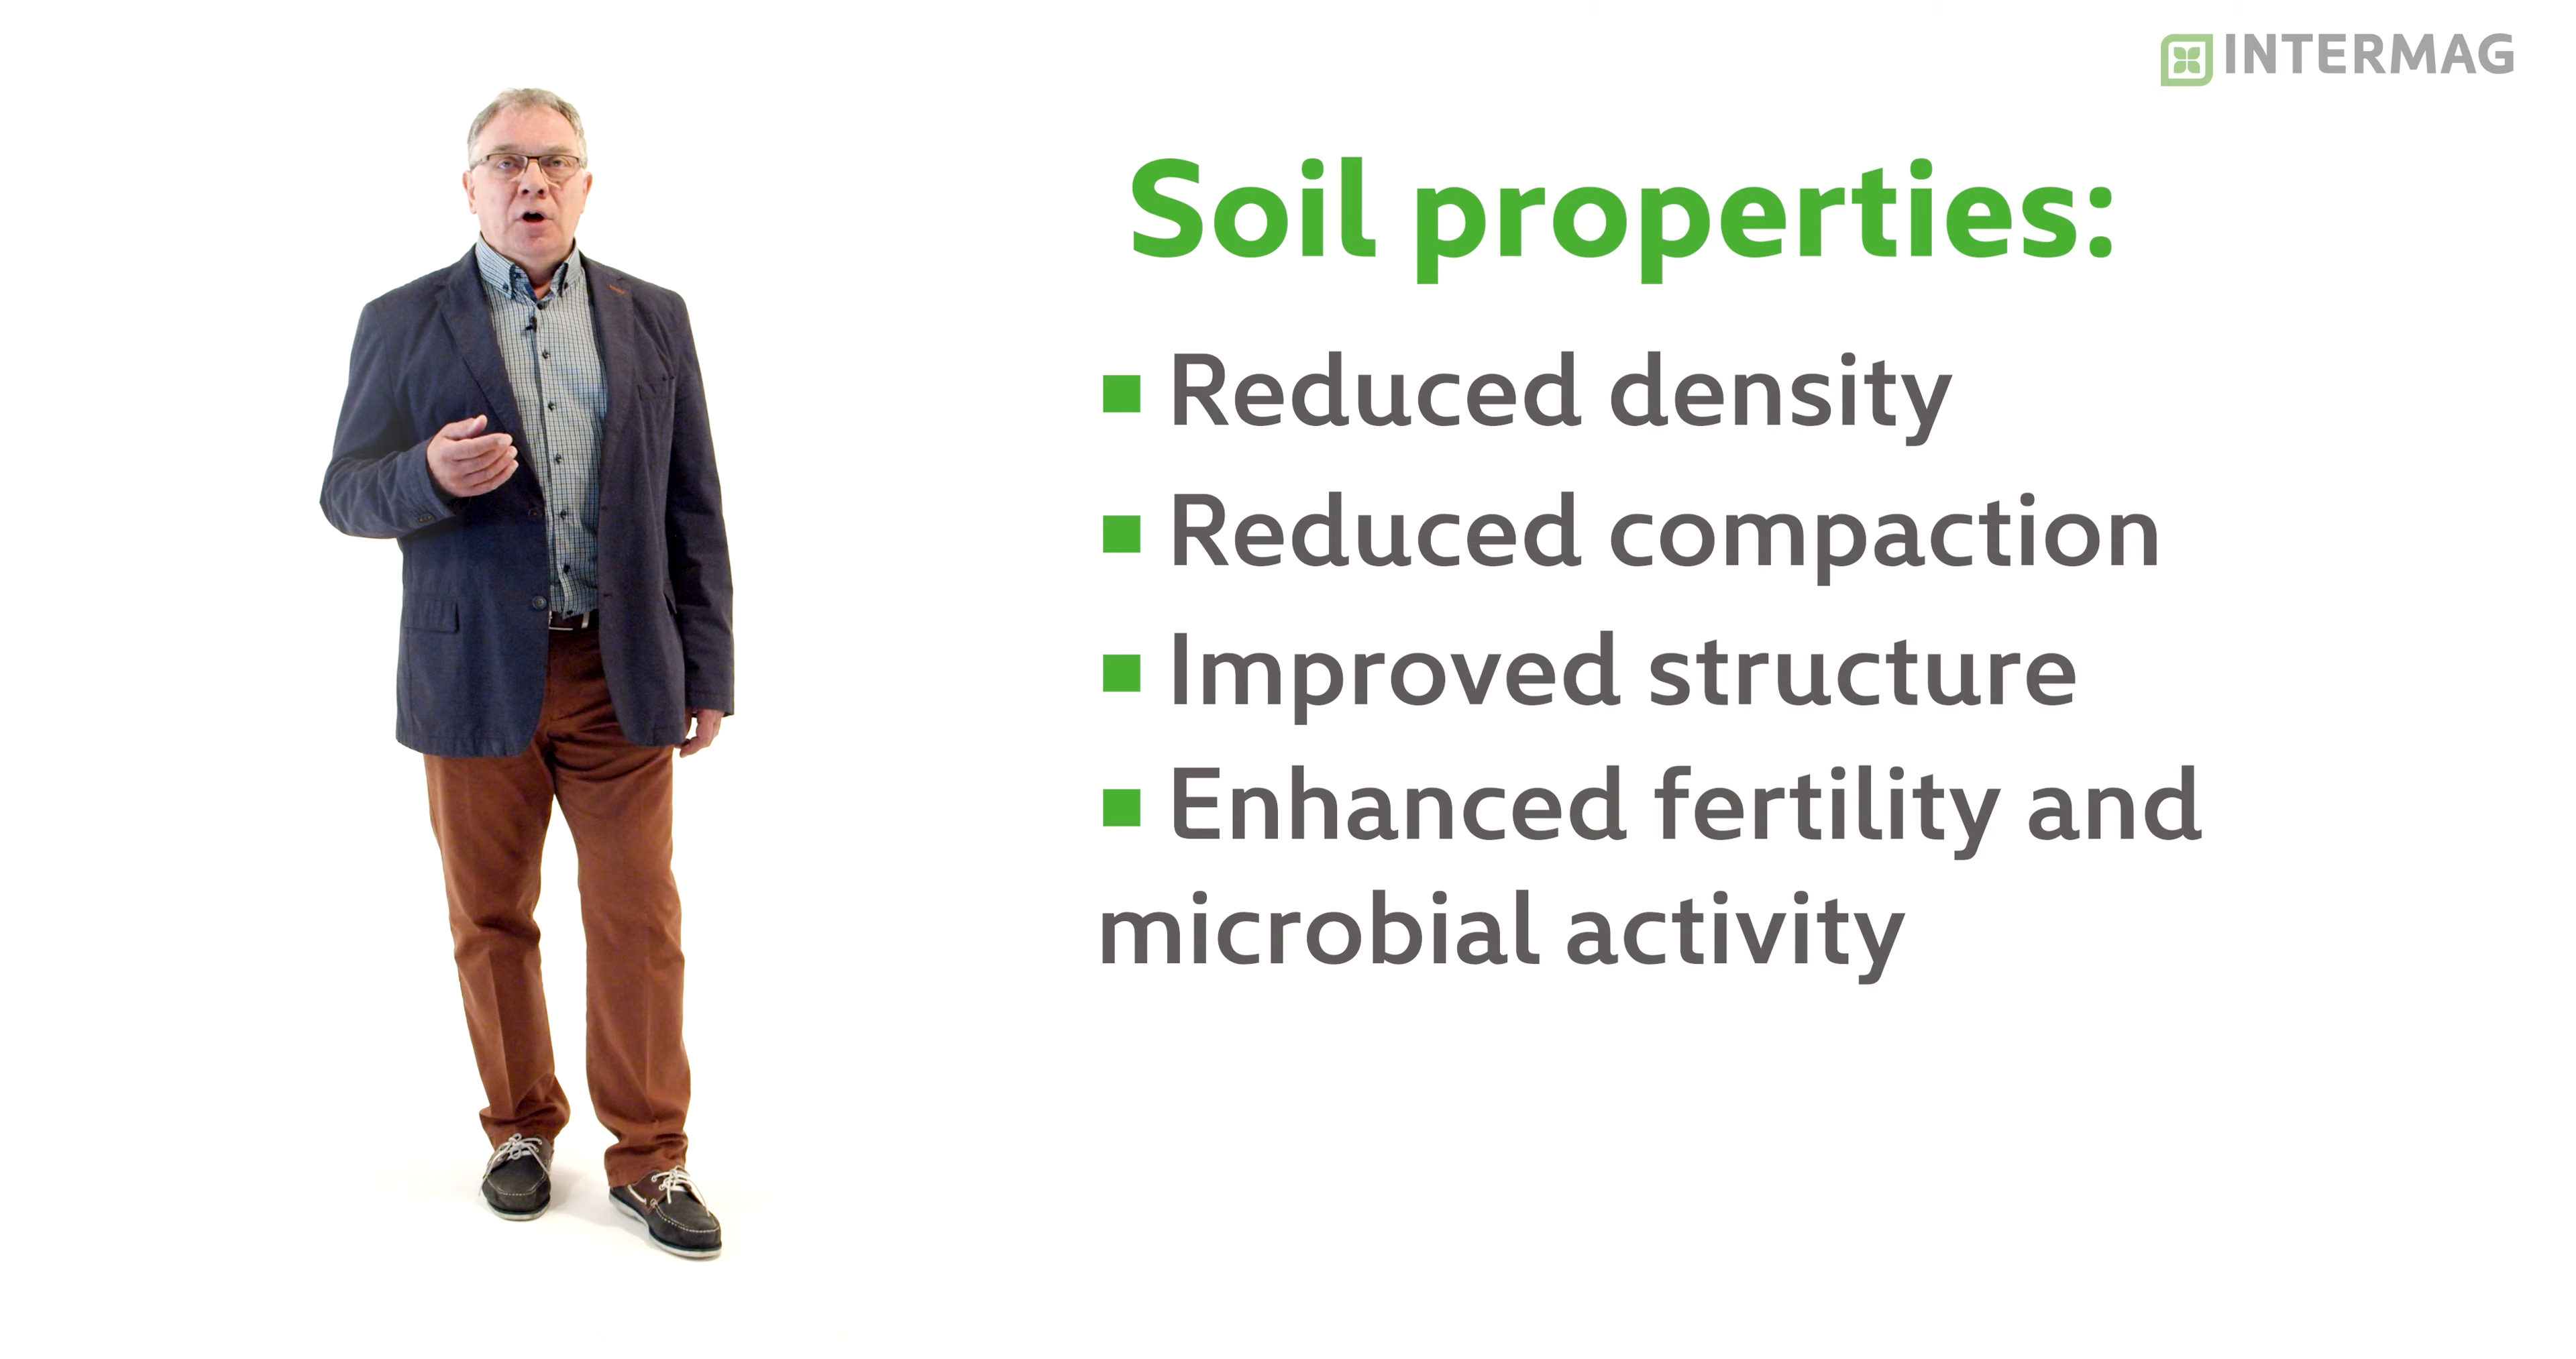 INTERMAG
Soil properties:
■ Reduced density
■ Reduced compaction
■ Improved structure
■ Enhanced fertility and
microbial activity